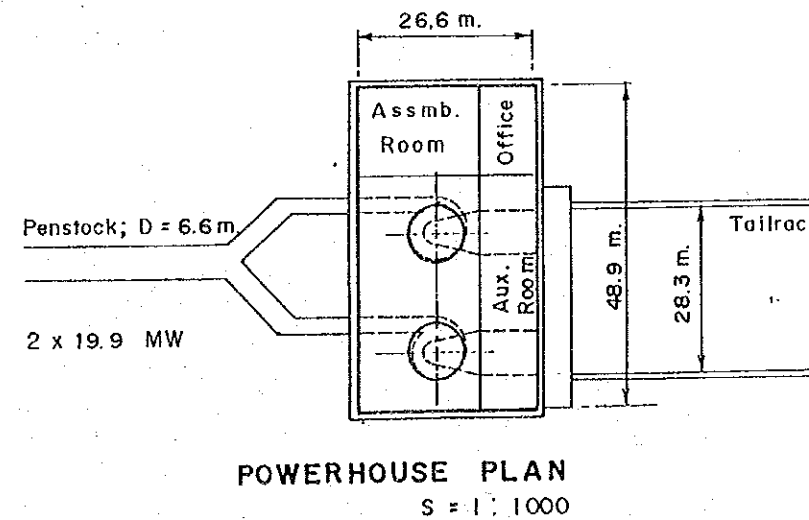 26,6 m.
Assmb.
Room
Office
Penstock; D = 6.6 m.
Aux.
Room
48.9 m.
28.3 m.
Tailrac
2 x 19.9 MW
POWERHOUSE PLAN
S = 1 : 1000